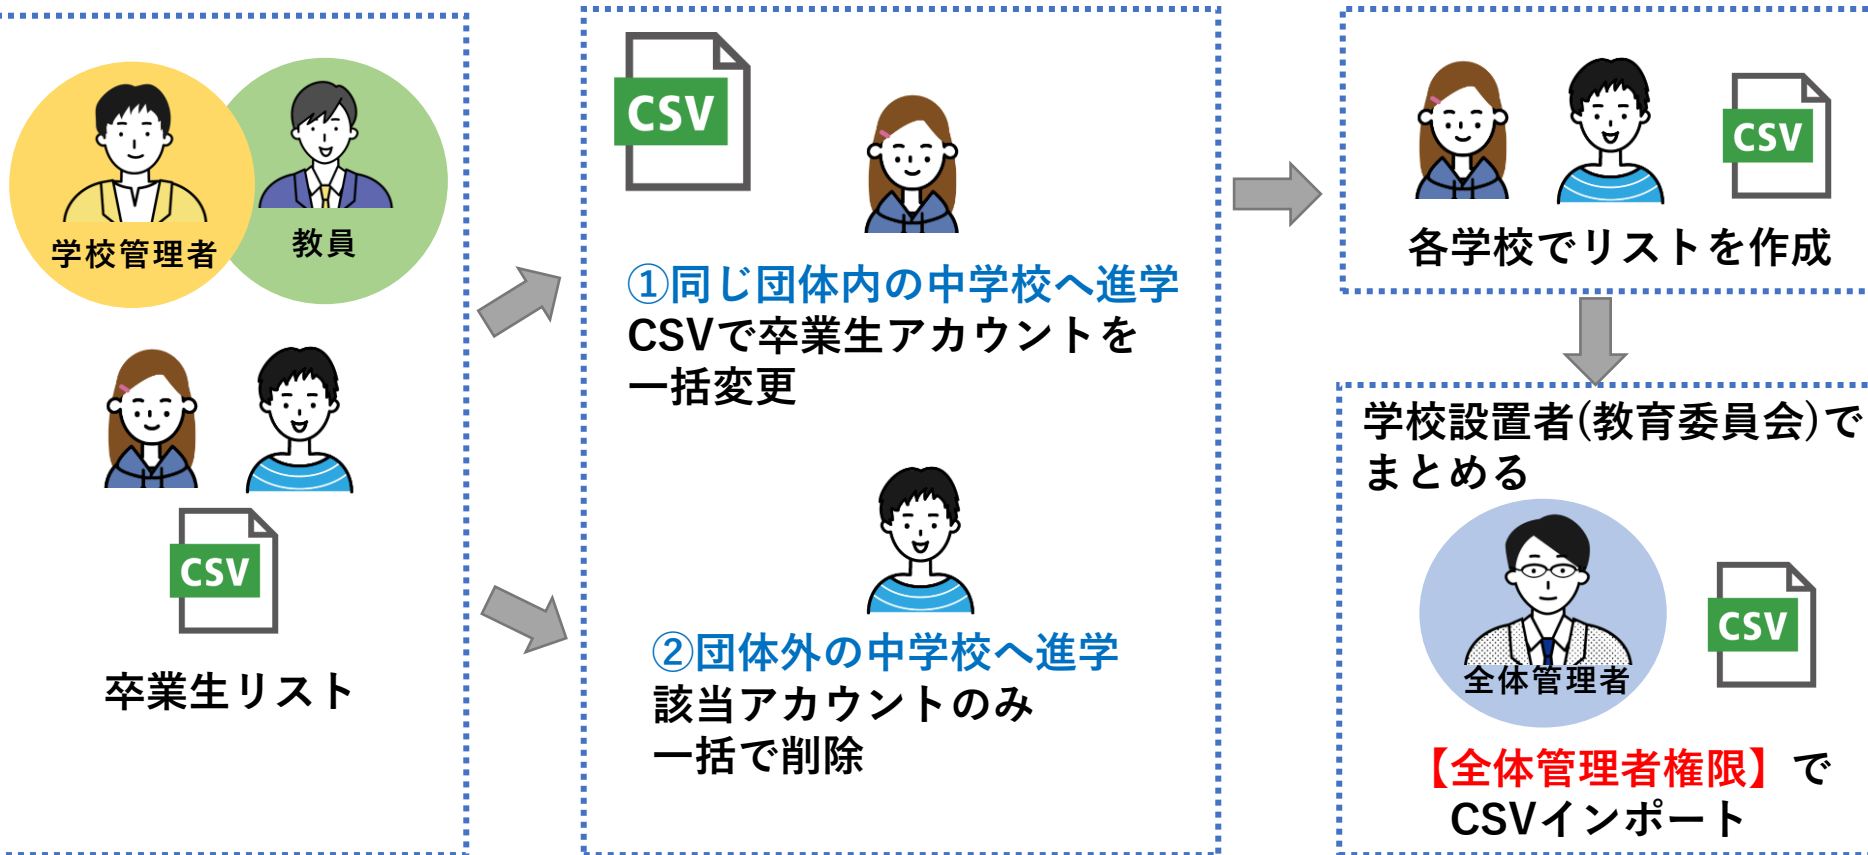 学校管理者
教員
CSV
卒業生リスト
CSV
①同じ団体内の中学校へ進学
CSVで卒業生アカウントを
一括変更
②団体外の中学校へ進学
該当アカウントのみ
一括で削除
CSV
各学校でリストを作成
学校設置者(教育委員会)で
まとめる
全体管理者
CSV
【全体管理者権限】で
CSVインポート